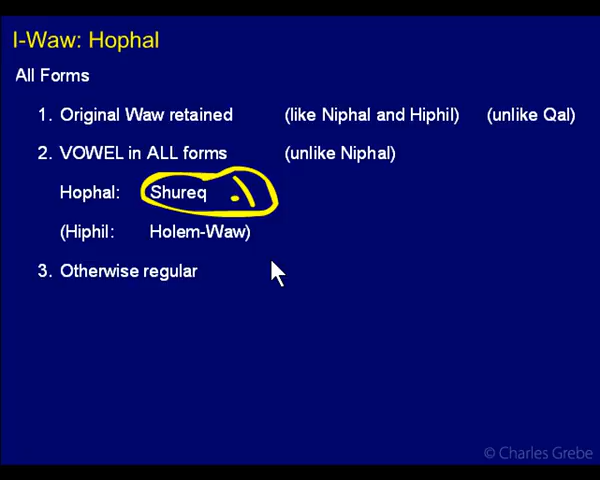 I-Waw: Hophal
All Forms
1. Original Waw retained (like Niphal and Hiphil) (unlike Qal)
2. VOWEL in ALL forms (unlike Niphal)
Hophal: Shureq וּ
(Hiphil: Holem-Waw)
3. Otherwise regular
© Charles Grebe